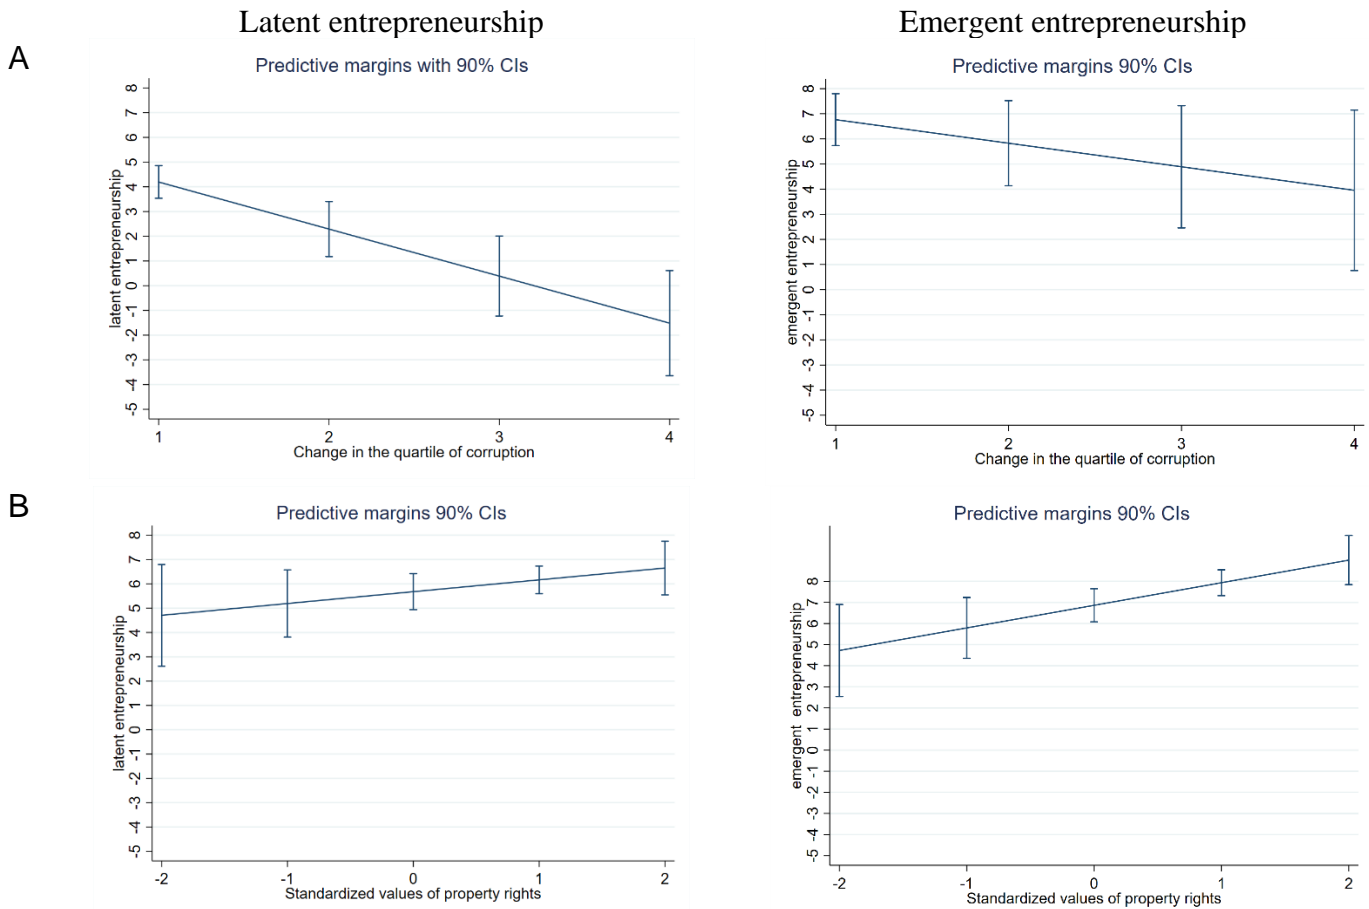 Latent entrepreneurship
Emergent entrepreneurship
A
Predictive margins with 90% CIs
latent entrepreneurship
8
7
6
5
4
3
2
1
0
-1
-2
-3
-4
-5
1 2 3 4
Change in the quartile of corruption
Predictive margins 90% CIs
emergent entrepreneurship
8
7
6
5
4
3
2
1
0
-1
-2
-3
-4
-5
1 2 3 4
Change in the quartile of corruption
B
Predictive margins 90% CIs
latent entrepreneurship
8
7
6
5
4
3
2
1
0
-1
-2
-3
-4
-5
-2 -1 0 1 2
Standardized values of property rights
Predictive margins 90% CIs
emergent entrepreneurship
8
7
6
5
4
3
2
1
0
-1
-2
-3
-4
-5
-2 -1 0 1 2
Standardized values of property rights